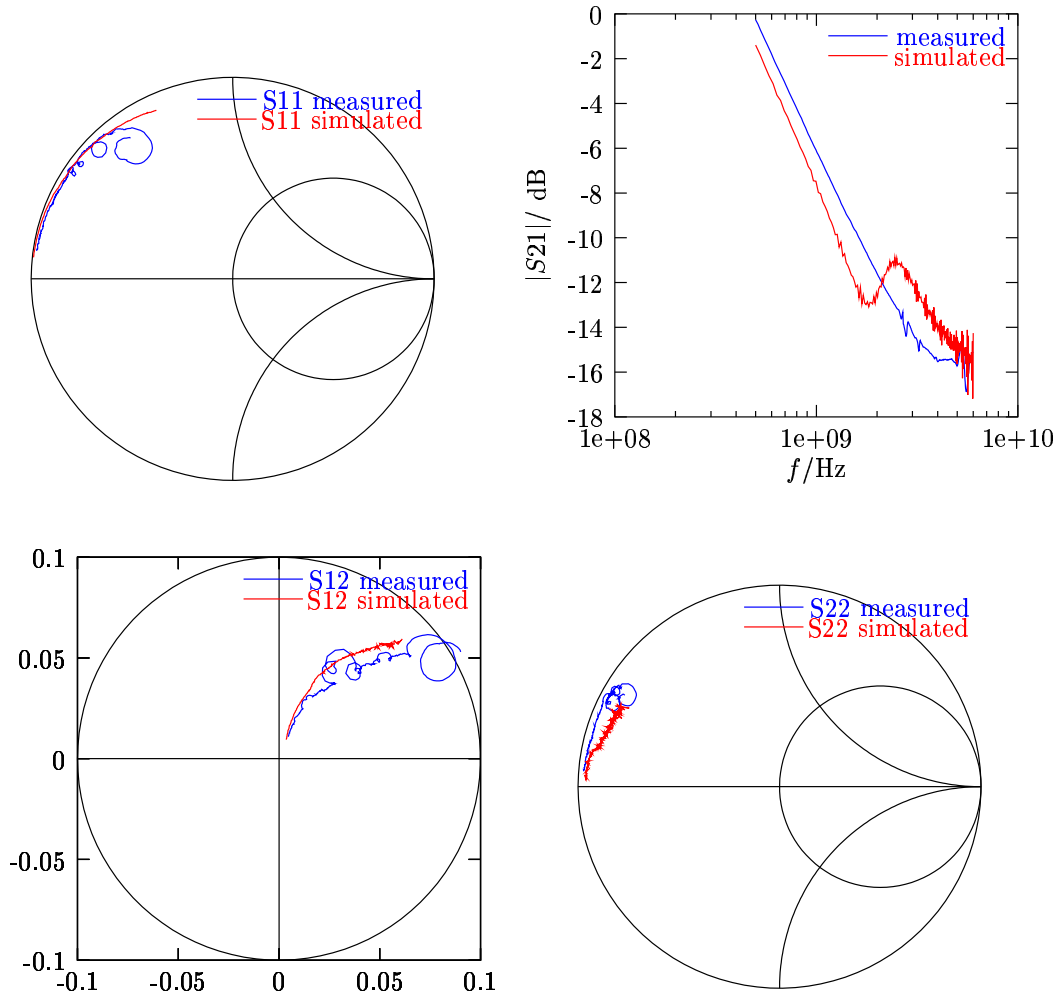 S11 measured
S11 simulated
0
-2
-4
-6
-8
-10
-12
-14
-16
-18
1e+08
1e+09
1e+10
|S21|/ dB
f/Hz
measured
simulated
0.1
0.05
0
-0.05
-0.1
-0.1
-0.05
0
0.05
0.1
S12 measured
S12 simulated
S22 measured
S22 simulated